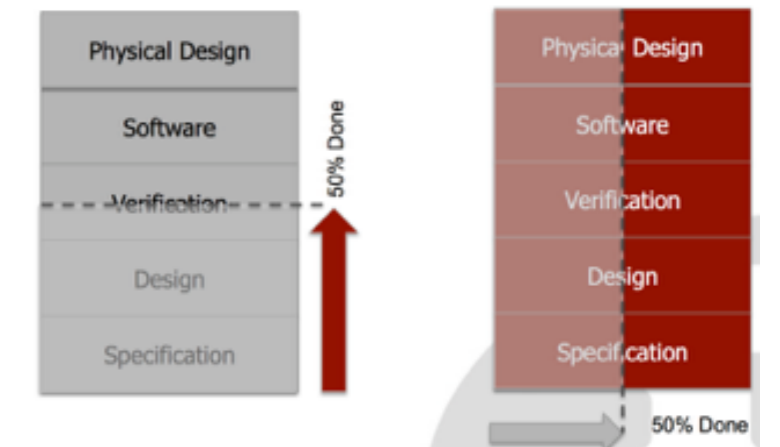 Physical Design
Software
Verification
Design
Specification
50% Done
Physical Design
Software
Verification
Design
Specification
50% Done